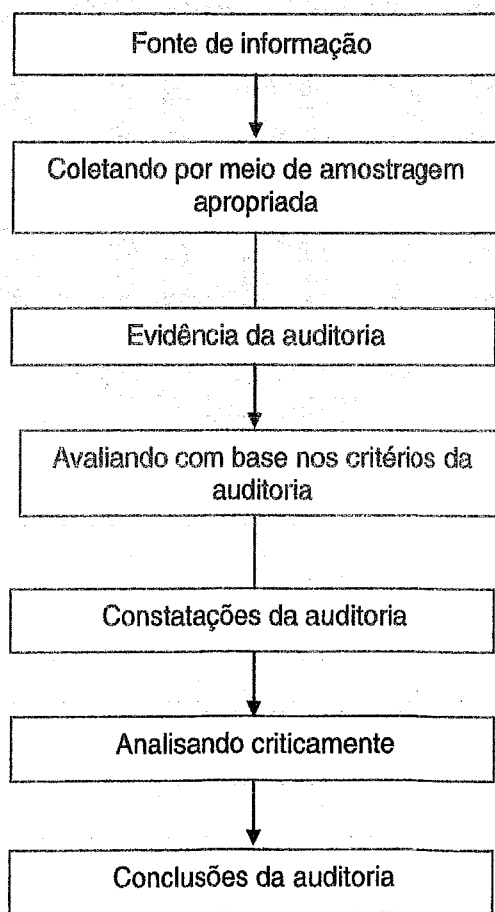 Fonte de informação
Coletando por meio de amostragem
apropriada
Evidência da auditoria
Avaliando com base nos critérios da
auditoria
Constatações da auditoria
Analisando criticamente
Conclusões da auditoria